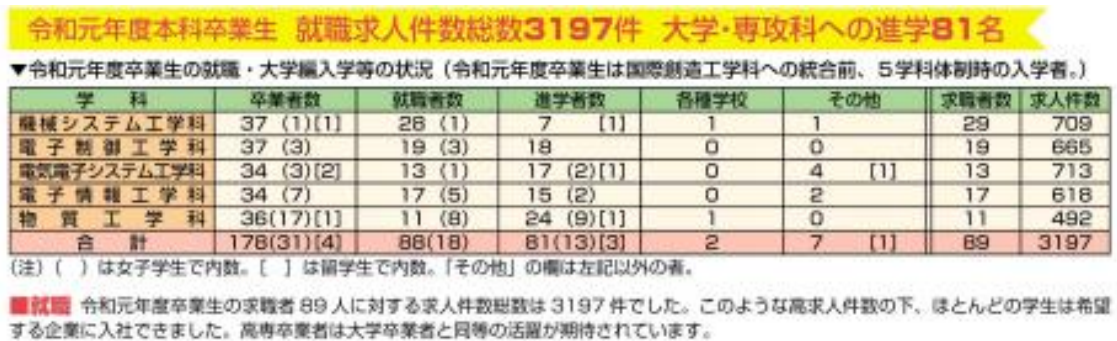 令和元年度本科卒業生 就職求人件数総数3197件 大学・専攻科への進学81名
▼令和元年度卒業生の就職・大学編入学等の状況（令和元年度卒業生は国際創造工学科への統合前、5学科体制時の入学者。）
学 科 卒業者数 就職者数 進学者数 各種学校 その他 求職者数 求人件数
機械システム工学科 37 (1)[1] 28 (1) 7 [1] 1 1 29 709
電子制御工学科 37 (3) 19 (3) 18 0 0 19 665
電気電子システム工学科 34 (3)[2] 13 (1) 17 (2)[1] 0 4 [1] 13 713
電子情報工学科 34 (7) 17 (5) 15 (2) 0 2 17 618
物質工学科 36(17)[1] 11 (8) 24 (9)[1] 1 0 11 492
合 計 178(31)[4] 88(18) 81(13)[3] 2 7 [1] 89 3197
(注) ( ) は女子学生で内数。[ ] は留学生で内数。「その他」の欄は左記以外の者。
■就職 令和元年度卒業生の求職者 89 人に対する求人件数総数は 3197 件でした。このような高求人件数の下、ほとんどの学生は希望
する企業に入社できました。高専卒業者は大学卒業者と同等の活躍が期待されています。